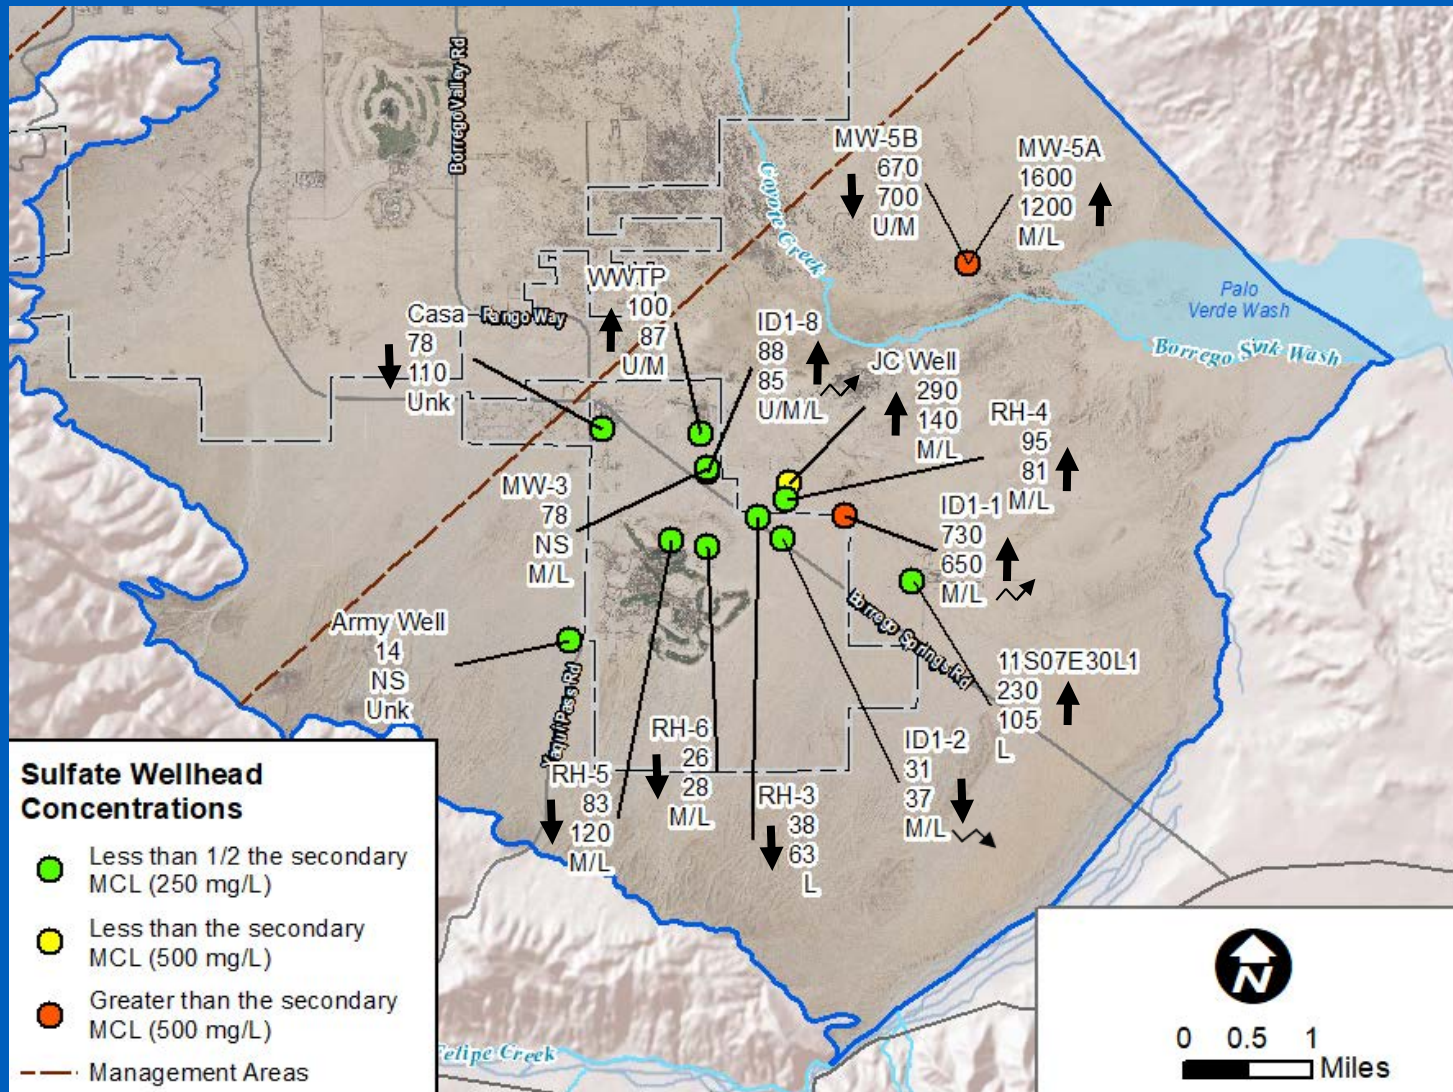 Borrego Valley Rd
Coyote Creek
MW-5B
670
700
U/M
MW-5A
1600
1200
M/L
Palo
Verde Wash
Borrego Sink Wash
WWTP
100
87
U/M
Casa
78
110
Unk
Rango Way
ID1-8
88
85
U/M/L
JC Well
290
140
M/L
RH-4
95
81
M/L
MW-3
78
NS
M/L
ID1-1
730
650
M/L
Army Well
14
NS
Unk
Borrego Springs Rd
Yaqui Pass Rd
11S07E30L1
230
105
L
RH-5
83
120
M/L
RH-6
26
28
M/L
RH-3
38
63
L
ID1-2
31
37
M/L
Sulfate Wellhead
Concentrations
Less than 1/2 the secondary
MCL (250 mg/L)
Less than the secondary
MCL (500 mg/L)
Greater than the secondary
MCL (500 mg/L)
Management Areas
Felipe Creek
N
0 0.5 1
Miles